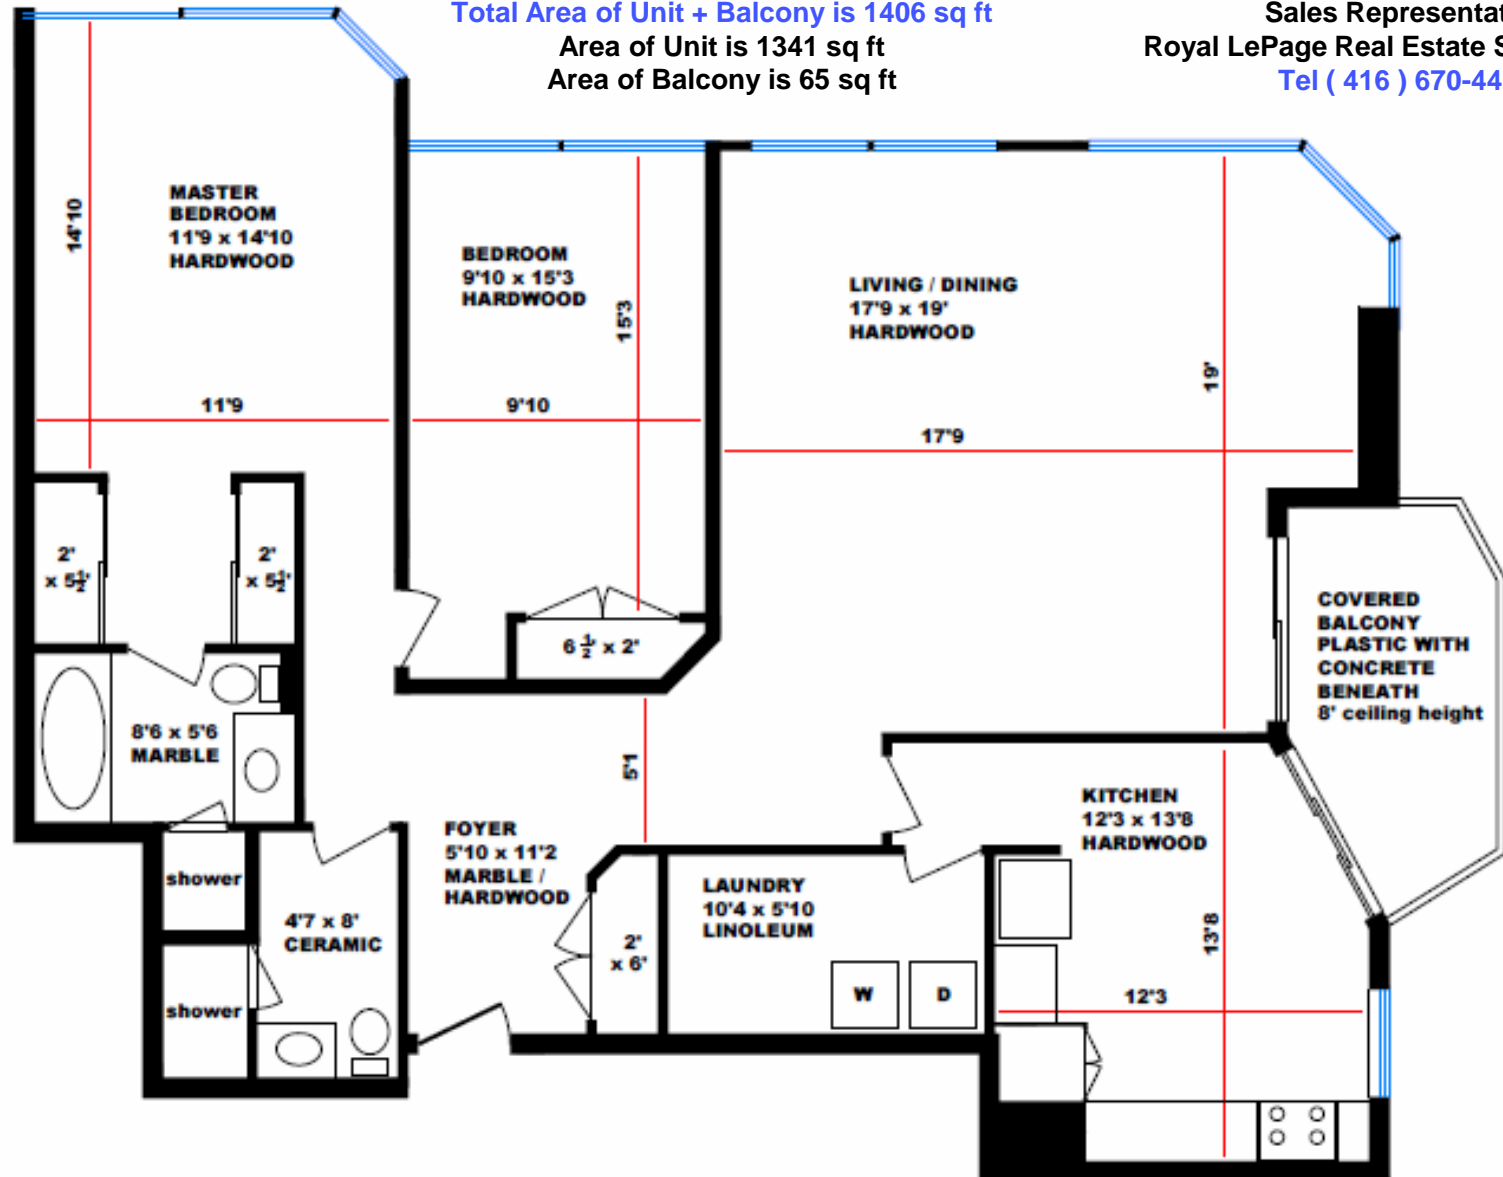 Total Area of Unit + Balcony is 1406 sq ft
Area of Unit is 1341 sq ft
Area of Balcony is 65 sq ft
Sales
Royal LePage Real Estate
Tel ( 416 ) 670-44
MASTER
BEDROOM
11'9 x 14'10
HARDWOOD
14'10
11'9
BEDROOM
9'10 x 15'3
HARDWOOD
15'3
9'10
LIVING / DINING
17'9 x 19'
HARDWOOD
19'
17'9
2'
x 5½'
2'
x 5½'
6 ½' x 2'
COVERED
BALCONY
PLASTIC WITH
CONCRETE
BENEATH
8' ceiling height
8'6 x 5'6
MARBLE
5'1
KITCHEN
12'3 x 13'8
HARDWOOD
13'8
12'3
FOYER
5'10 x 11'2
MARBLE /
HARDWOOD
shower
4'7 x 8'
CERAMIC
shower
2'
x 6'
LAUNDRY
10'4 x 5'10
LINOLEUM
W
D